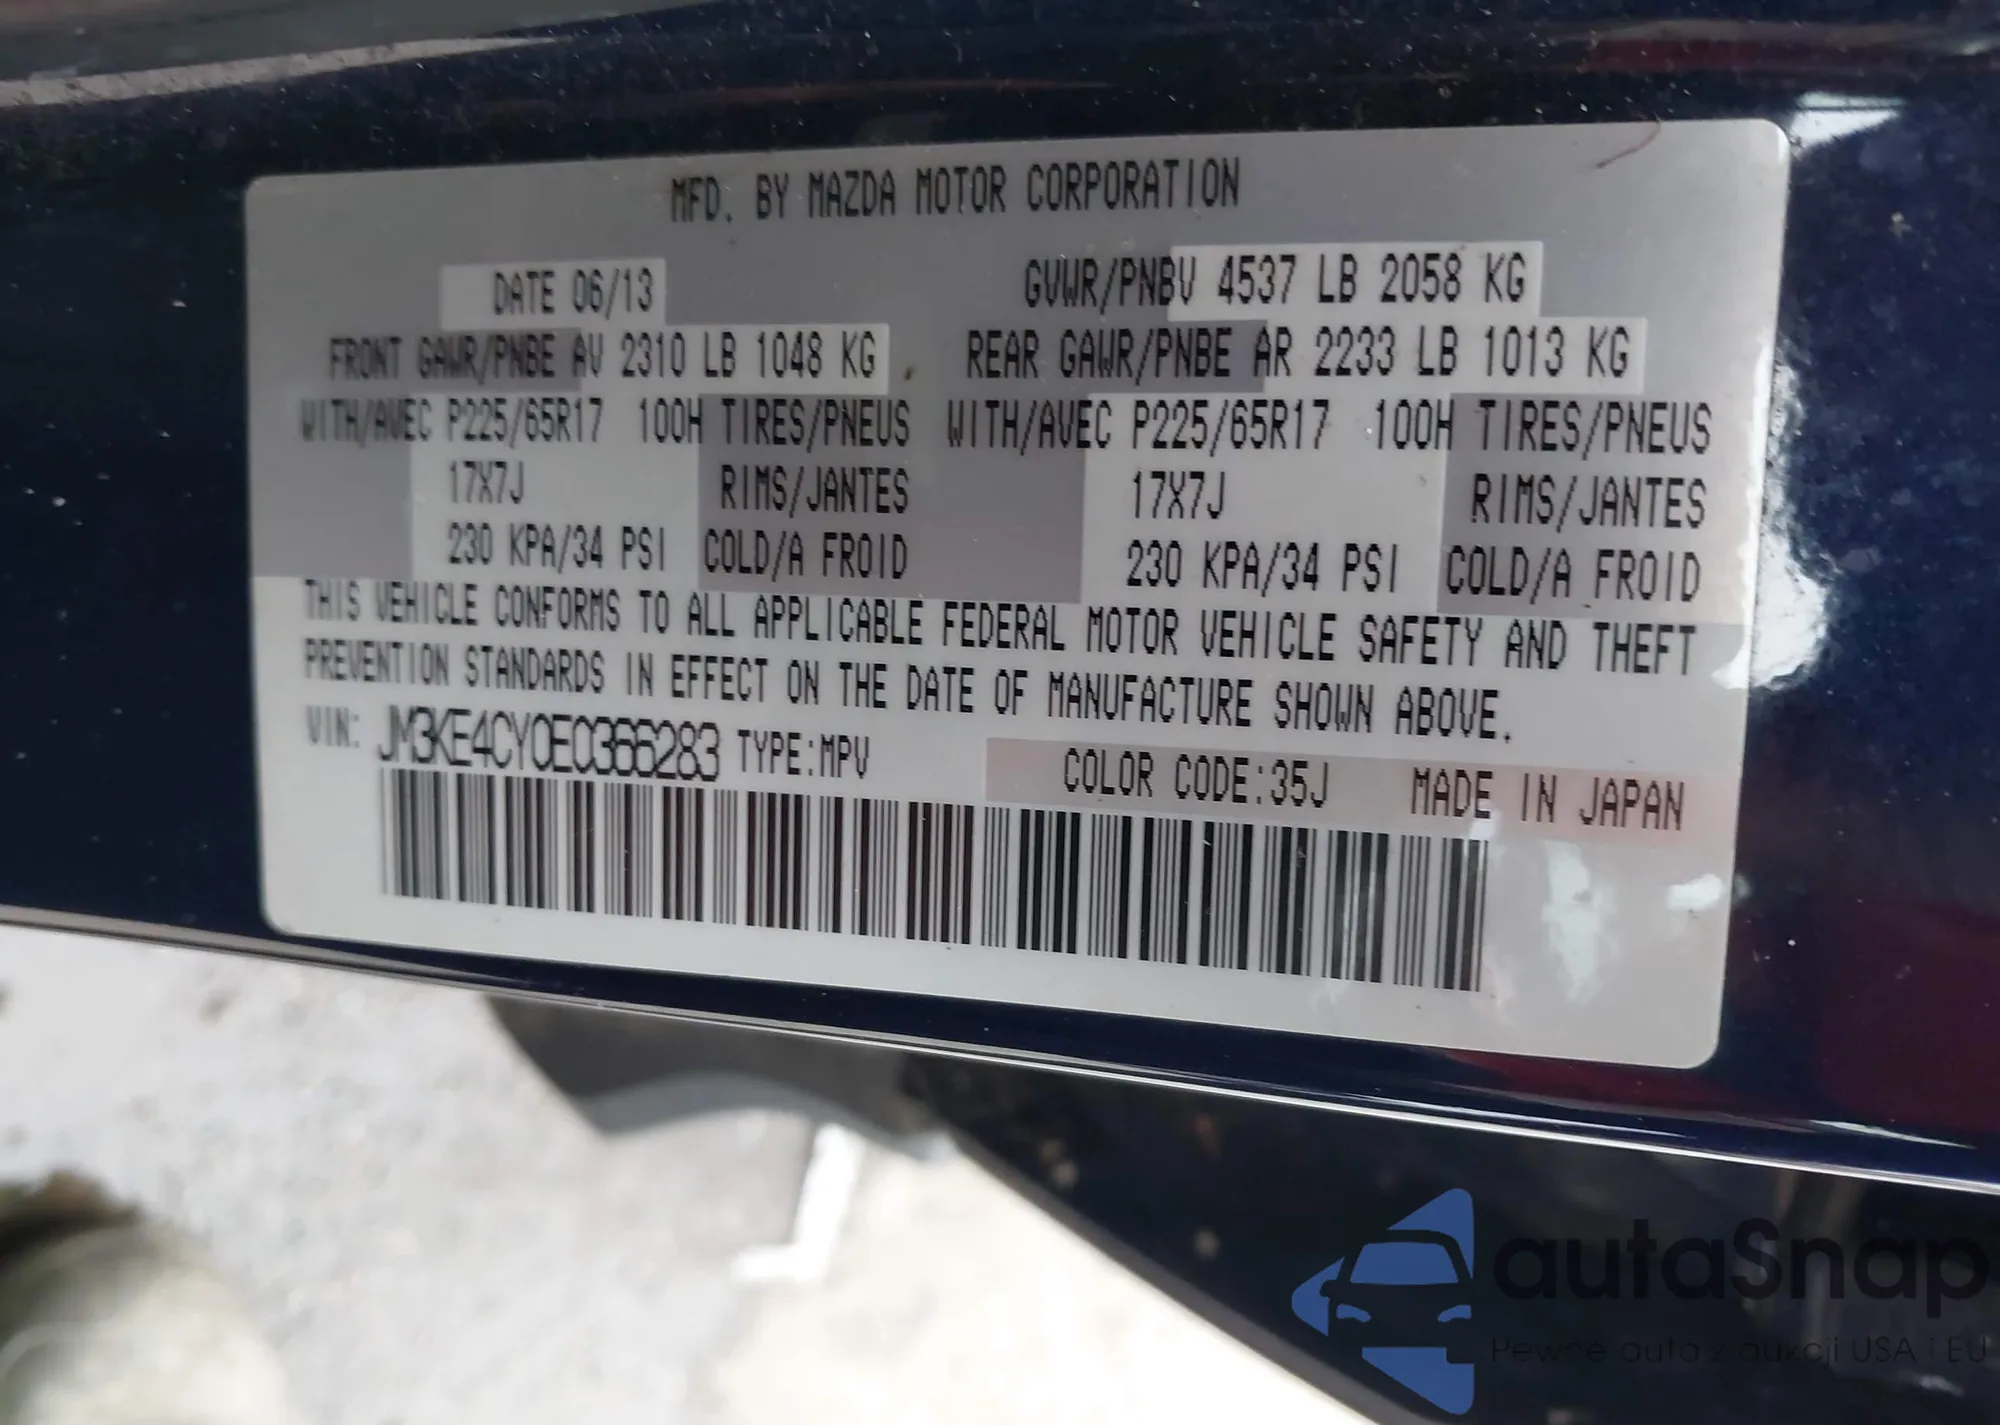 MFD. BY MAZDA MOTOR CORPORATION
DATE 06/13 GVWR/PNBV 4537 LB 2058 KG
FRONT GAWR/PNBE AV 2310 LB 1048 KG REAR GAWR/PNBE AR 2233 LB 1013 KG
WITH/AVEC P225/65R17 100H TIRES/PNEUS WITH/AVEC P225/65R17 100H TIRES/PNEUS
17X7J RIMS/JANTES 17X7J RIMS/JANTES
230 KPA/34 PSI COLD/A FROID 230 KPA/34 PSI COLD/A FROID
THIS VEHICLE CONFORMS TO ALL APPLICABLE FEDERAL MOTOR VEHICLE SAFETY AND THEFT
PREVENTION STANDARDS IN EFFECT ON THE DATE OF MANUFACTURE SHOWN ABOVE.
VIN: JM3KE4CY0E0366283 TYPE:MPV COLOR CODE:35J MADE IN JAPAN
autaSnap
Pewne auta z aukcji USA i EU